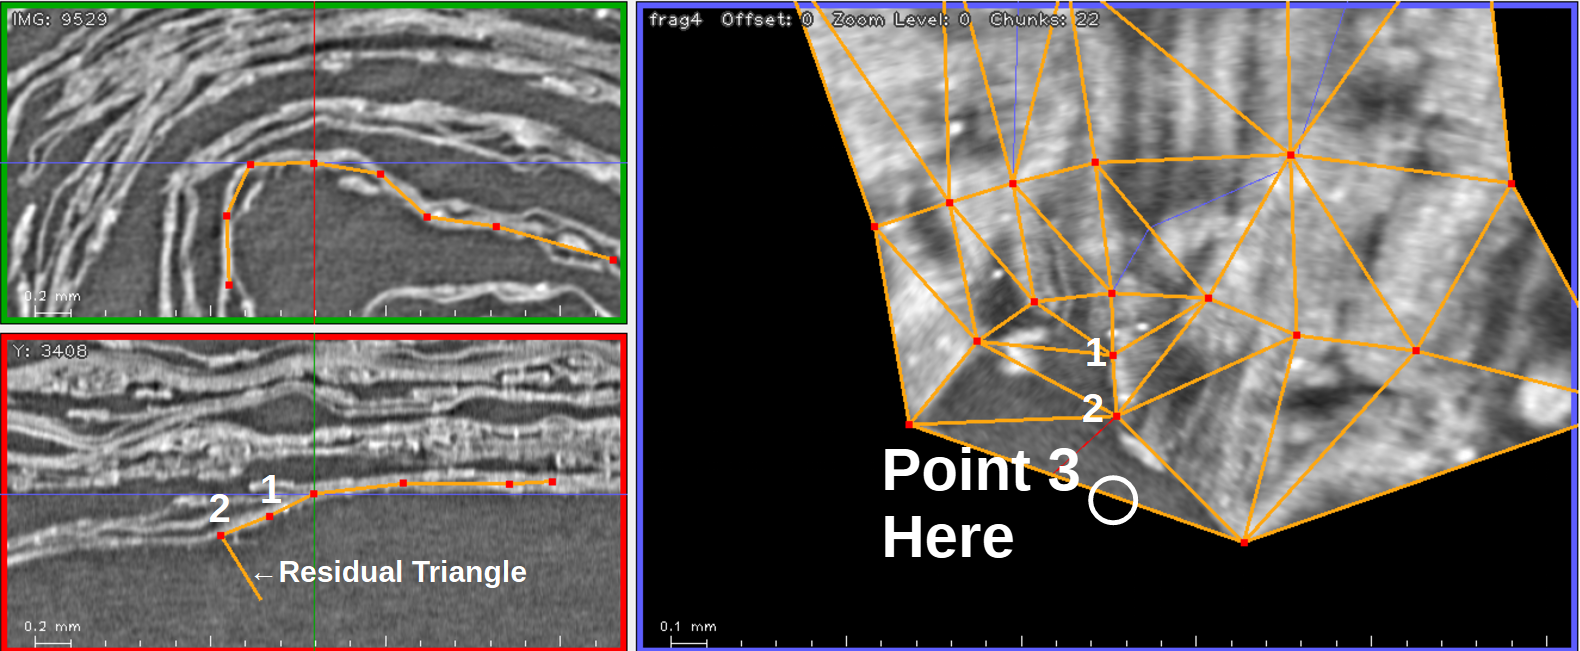 IMG: 9529
0.2 mm
Y: 3408
1
2
←Residual Triangle
0.2 mm
frag4 Offset: 0 Zoom Level: 0 Chunks: 22
1
2
Point 3
Here
0.1 mm